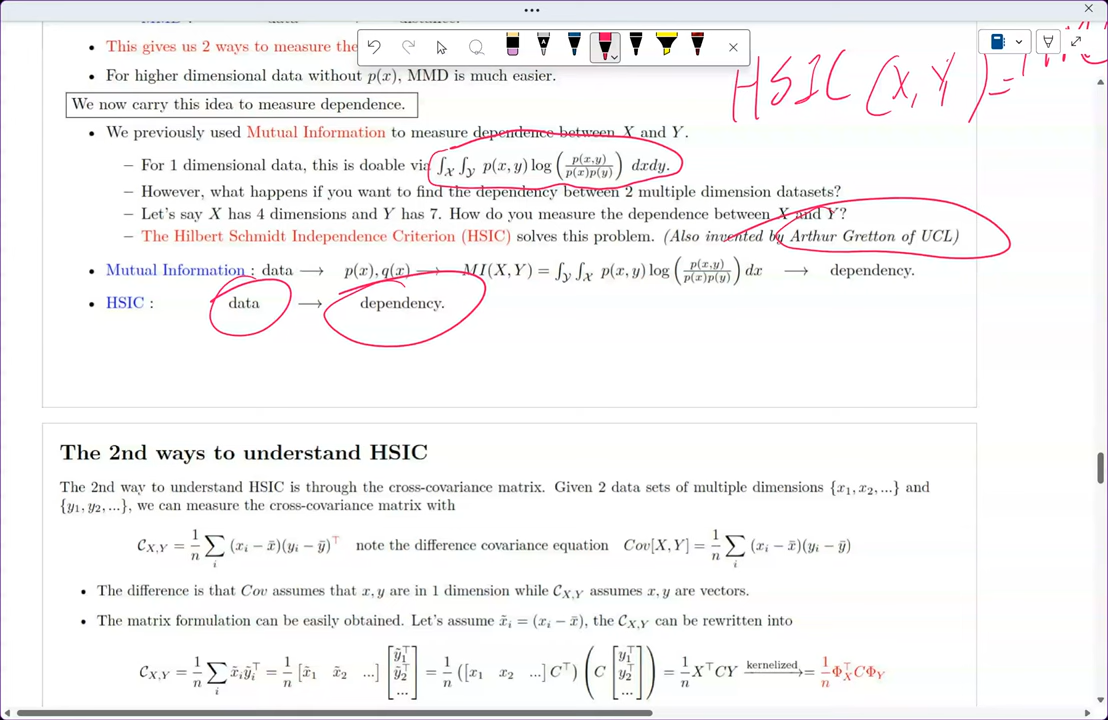 • This gives us 2 ways to measure the
• For higher dimensional data without p(x), MMD is much easier.
HSIC (X,Y) =
We now carry this idea to measure dependence.
• We previously used Mutual Information to measure dependence between X and Y.
– For 1 dimensional data, this is doable via ∫_X ∫_Y p(x, y) log (p(x,y)/p(x)p(y)) dxdy.
– However, what happens if you want to find the dependency between 2 multiple dimension datasets?
– Let's say X has 4 dimensions and Y has 7. How do you measure the dependence between X and Y?
– The Hilbert Schmidt Independence Criterion (HSIC) solves this problem. (Also invented by Arthur Gretton of UCL)
• Mutual Information : data ⟶ p(x), q(x) ⟶ MI(X, Y) = ∫_Y ∫_X p(x, y) log (p(x,y)/p(x)p(y)) dx ⟶ dependency.
• HSIC : data ⟶ dependency.
The 2nd ways to understand HSIC
The 2nd way to understand HSIC is through the cross-covariance matrix. Given 2 data sets of multiple dimensions {x₁, x₂, ...} and
{y₁, y₂, ...}, we can measure the cross-covariance matrix with
C_{X,Y} = 1/n ∑_i (x_i − x̄)(y_i − ȳ)^⊤ note the difference covariance equation Cov[X, Y] = 1/n ∑_i (x_i − x̄)(y_i − ȳ)
• The difference is that Cov assumes that x, y are in 1 dimension while C_{X,Y} assumes x, y are vectors.
• The matrix formulation can be easily obtained. Let's assume x̃_i = (x_i − x̄), the C_{X,Y} can be rewritten into
C_{X,Y} = 1/n ∑_i x̃_i ỹ_i^⊤ = 1/n [x̃₁ x̃₂ ...] [ỹ₁^⊤ ỹ₂^⊤ ...] = 1/n ([x₁ x₂ ...] C^⊤) (C [y₁^⊤ y₂^⊤ ...]) = 1/n X^⊤CY kernelized⟶ = 1/n Φ_X^⊤ C Φ_Y